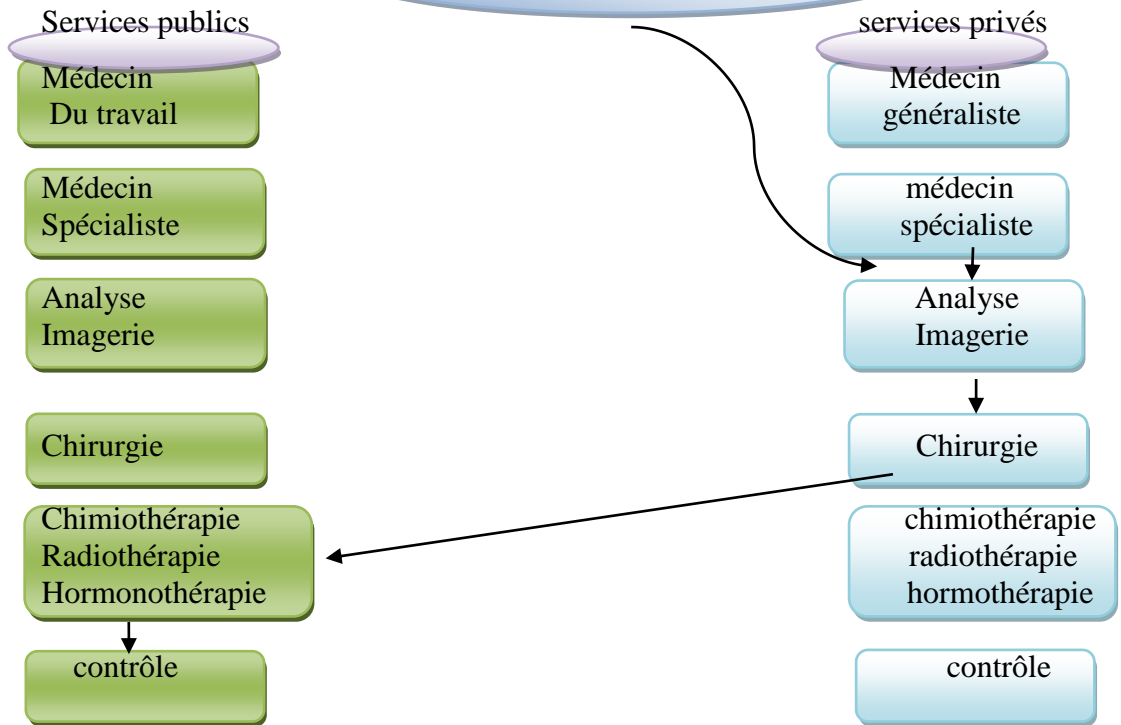 Services publics
Médecin
Du travail
Médecin
Spécialiste
Analyse
Imagerie
Chirurgie
Chimiothérapie
Radiothérapie
Hormonothérapie
contrôle
services privés
Médecin
généraliste
médecin
spécialiste
Analyse
Imagerie
Chirurgie
chimiothérapie
radiothérapie
hormothérapie
contrôle